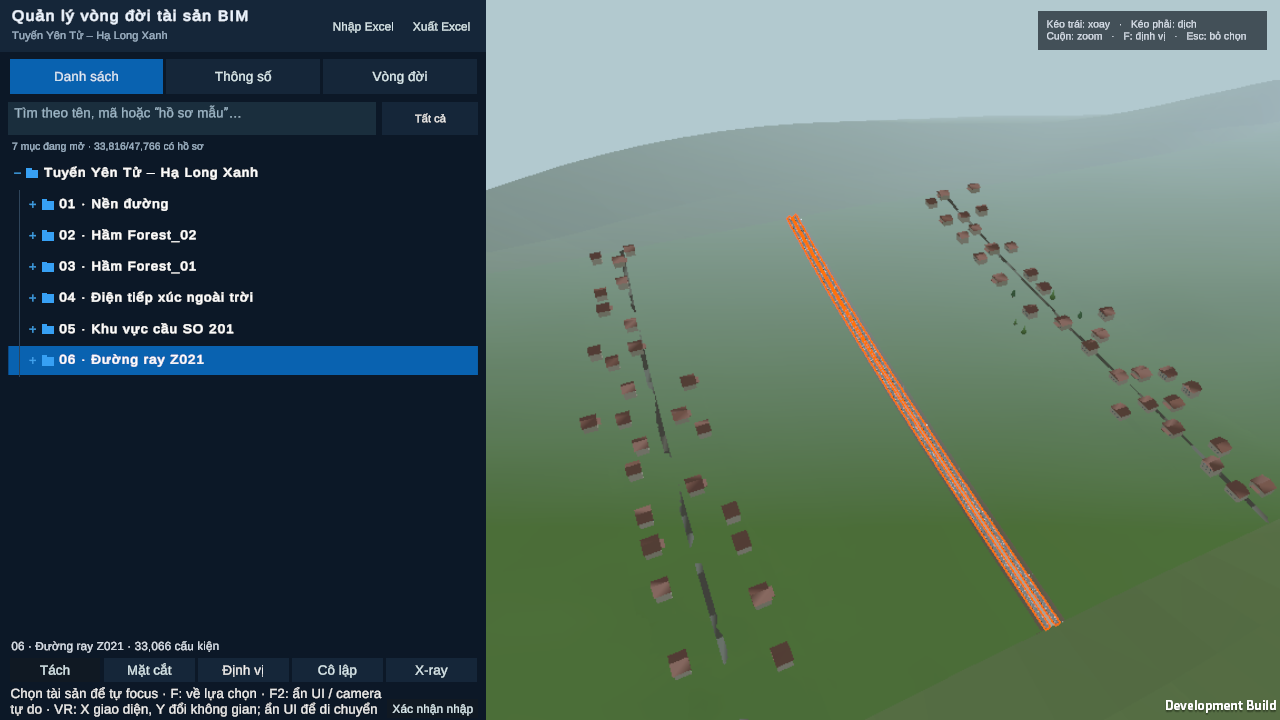 Quản lý vòng đời tài sản BIM
Tuyến Yên Tử – Hạ Long Xanh
Nhập Excel
Xuất Excel
Danh sách
Thông số
Vòng đời
Tìm theo tên, mã hoặc "hồ sơ mẫu"...
Tất cả
7 mục đang mở · 33,816/47,766 có hồ sơ
– Tuyến Yên Tử – Hạ Long Xanh
+ 01 · Nền đường
+ 02 · Hầm Forest_02
+ 03 · Hầm Forest_01
+ 04 · Điện tiếp xúc ngoài trời
+ 05 · Khu vực cầu SO 201
+ 06 · Đường ray Z021
06 · Đường ray Z021 · 33,066 cấu kiện
Tách
Mặt cắt
Định vị
Cô lập
X-ray
Chọn tài sản để tự focus · F: về lựa chọn · F2: ẩn UI / camera
tự do · VR: X giao diện, Y đổi không gian; ẩn UI để di chuyển
Xác nhận nhập
Kéo trái: xoay · Kéo phải: dịch
Cuộn: zoom · F: định vị · Esc: bỏ chọn
Development Build